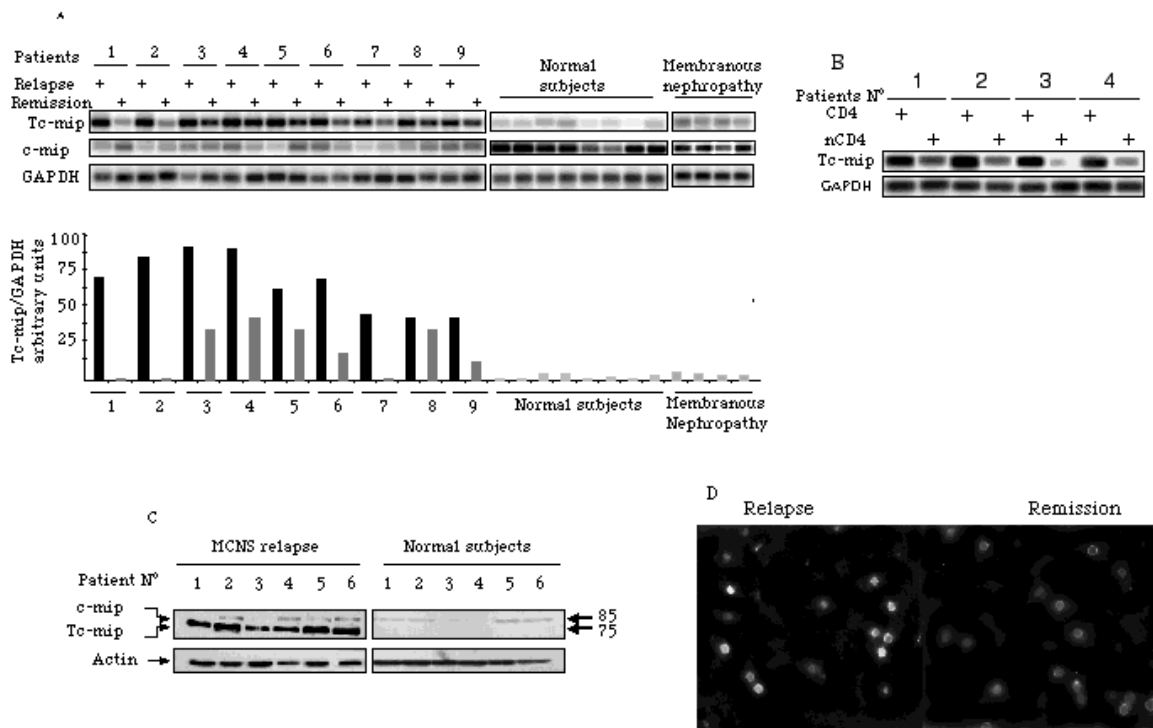 A
Patients 1 2 3 4 5 6 7 8 9
Relapse + + + + + + + + +
Remission + + + + + + + + +
Normal subjects
Membranous nephropathy
Tc-mip
c-mip
GAPDH
Tc-mip/GAPDH
arbitrary units
100
75
50
25
1 2 3 4 5 6 7 8 9 Normal subjects Membranous
Nephropathy
B
1 2 3 4
Patients N°
CD4 + + + +
nCD4 + + + +
Tc-mip
GAPDH
C
MCNS relapse Normal subjects
Patient N° 1 2 3 4 5 6 1 2 3 4 5 6
c-mip 85
Tc-mip 75
Actin
D
Relapse Remission